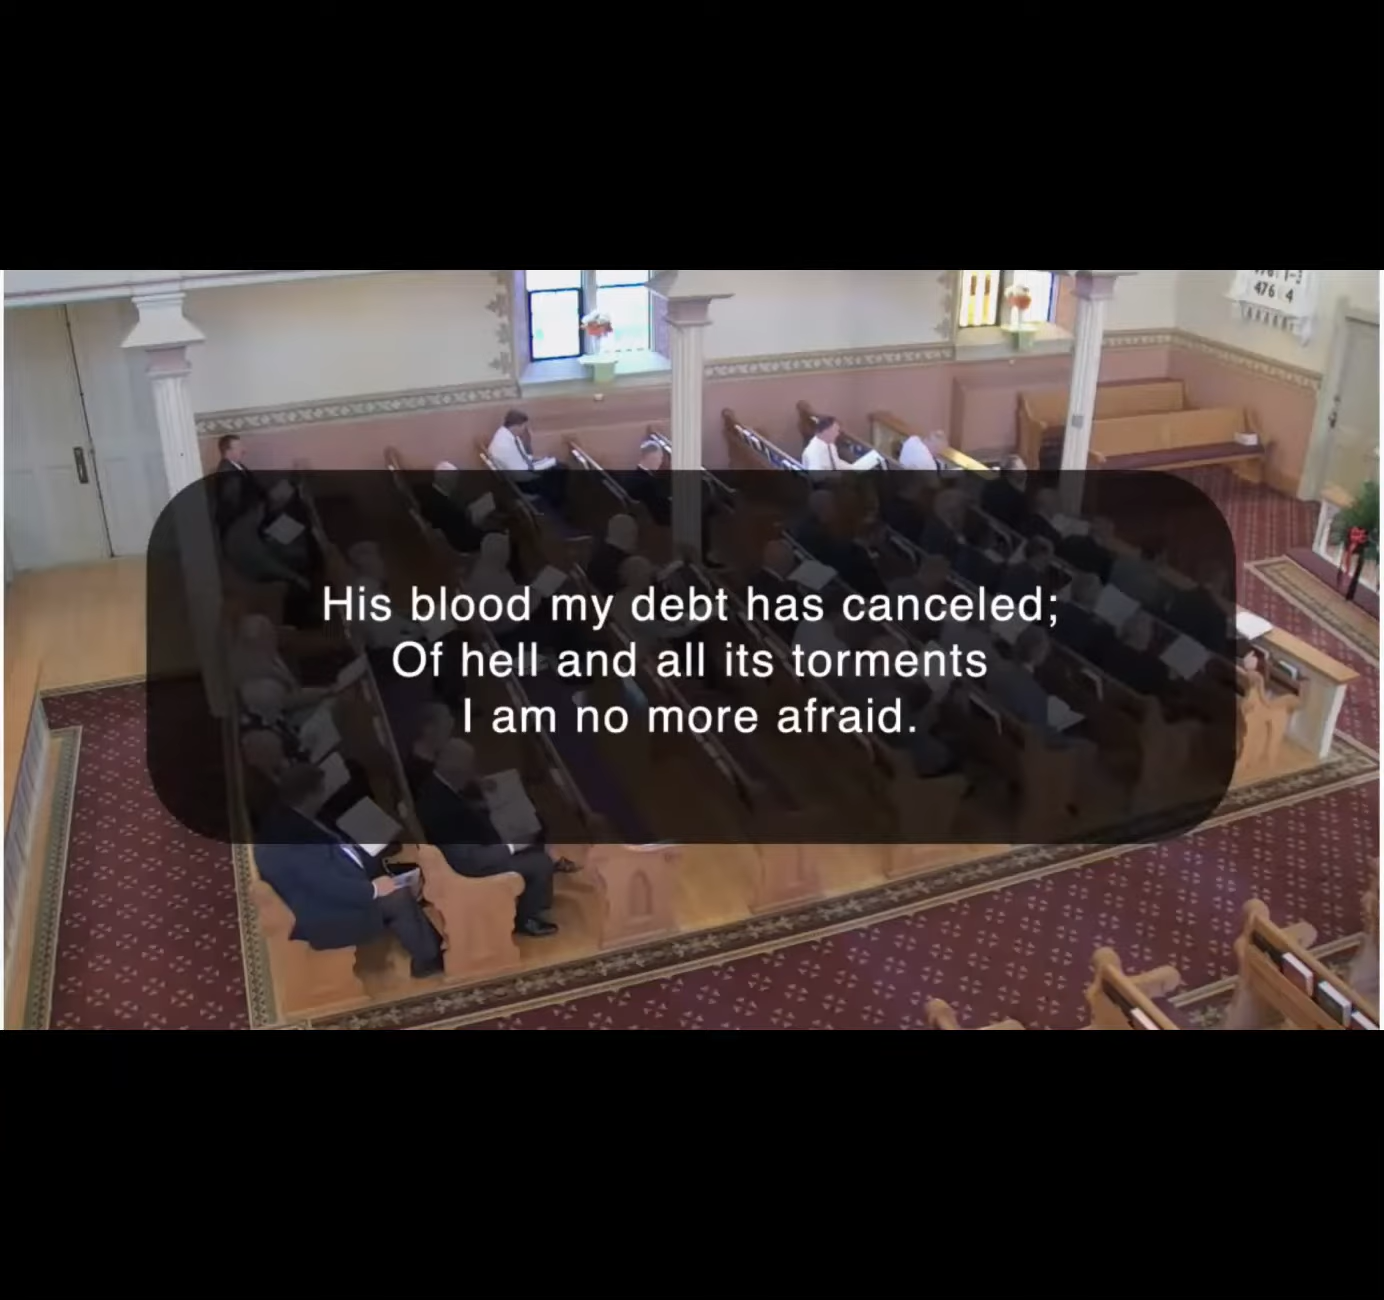 476 4
His blood my debt has canceled;
Of hell and all its torments
I am no more afraid.